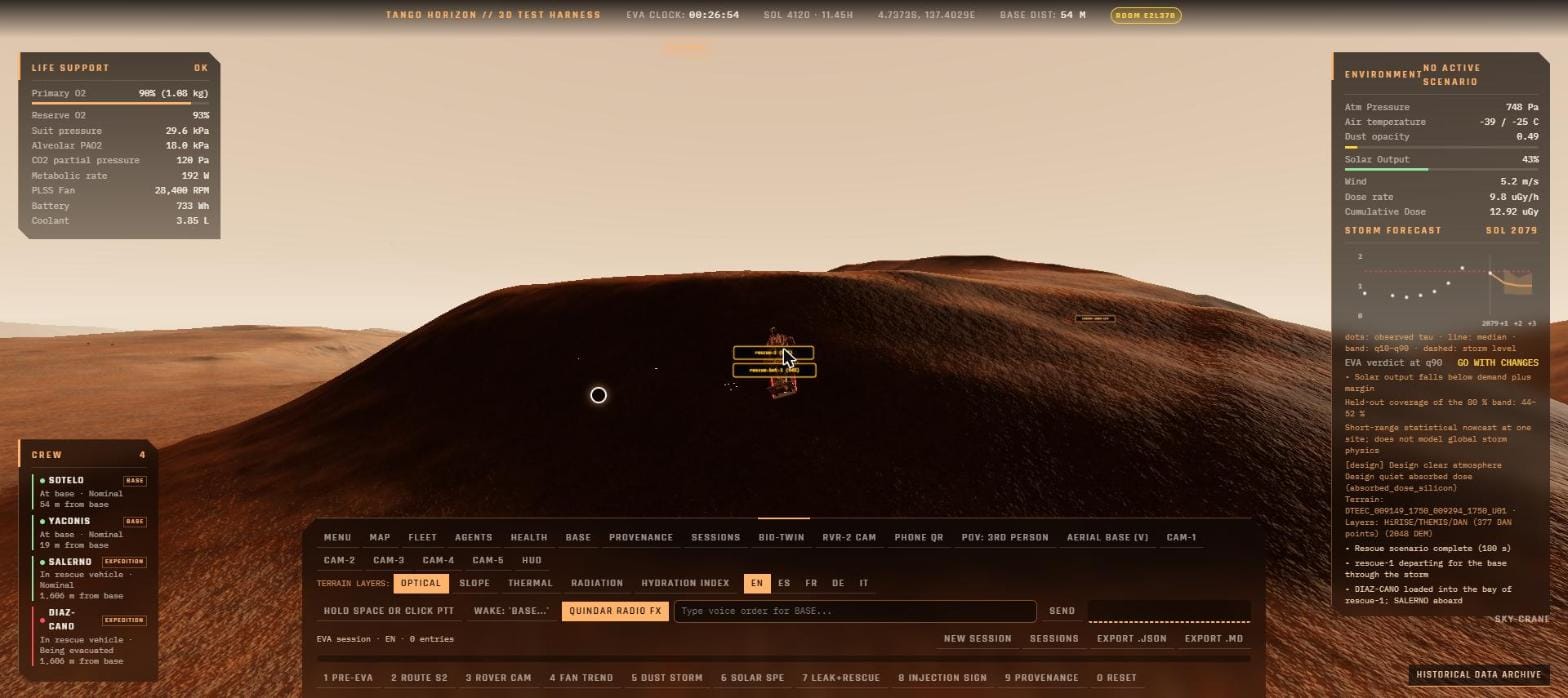 TANGO HORIZON // 3D TEST HARNESS EVA CLOCK: 00:26:54 SOL 4120 · 11.45H 4.7373S, 137.4029E BASE DIST: 54 M ROOM EZL37B
LIFE SUPPORT OK
Primary O2 90% (1.08 kg)
Reserve O2 93%
Suit pressure 29.6 kPa
Alveolar PAO2 18.0 kPa
CO2 partial pressure 120 Pa
Metabolic rate 192 W
PLSS Fan 28,400 RPM
Battery 733 Wh
Coolant 3.85 L
ENVIRONMENT NO ACTIVE
SCENARIO
Atm Pressure 748 Pa
Air temperature -39 / -25 C
Dust opacity 0.49
Solar Output 43%
Wind 5.2 m/s
Dose rate 9.8 uGy/h
Cumulative Dose 12.92 uGy
STORM FORECAST SOL 2079
2
1
0
2079 +1 +2 +3
dots: observed tau · line: median ·
band: q10-q90 · dashed: storm level
EVA verdict at q90 GO WITH CHANGES
• Solar output falls below demand plus
margin
Held-out coverage of the 80 % band: 44-
52 %
Short-range statistical nowcast at one
site; does not model global storm
physics
[design] Design clear atmosphere
Design quiet absorbed dose
(absorbed_dose_silicon)
Terrain:
DTEEC_009149_1750_009294_1750_U01 ·
Layers: HiRISE/THEMIS/DAN (377 DAN
points) (2048 DEM)
• Rescue scenario complete (180 s)
• rescue-1 departing for the base
through the storm
• DIAZ-CANO loaded into the bay of
rescue-1; SALERNO aboard
SKY-CRANE
HISTORICAL DATA ARCHIVE
CREW 4
SOTELO BASE
At base · Nominal
54 m from base
YACONIS BASE
At base · Nominal
19 m from base
SALERNO EXPEDITION
In rescue vehicle ·
Nominal
1,606 m from base
DIAZ-
CANO EXPEDITION
In rescue vehicle ·
Being evacuated
1,606 m from base
MENU MAP FLEET AGENTS HEALTH BASE PROVENANCE SESSIONS BIO-TWIN RVR-2 CAM PHONE QR POV: 3RD PERSON AERIAL BASE (V) CAM-1
CAM-2 CAM-3 CAM-4 CAM-5 HUD
TERRAIN LAYERS: OPTICAL SLOPE THERMAL RADIATION HYDRATION INDEX EN ES FR DE IT
HOLD SPACE OR CLICK PTT WAKE: "BASE..." QUINDAR RADIO FX Type voice order for BASE... SEND
EVA session · EN · 0 entries NEW SESSION SESSIONS EXPORT .JSON EXPORT .MD
1 PRE-EVA 2 ROUTE S2 3 ROVER CAM 4 FAN TREND 5 DUST STORM 6 SOLAR SPE 7 LEAK+RESCUE 8 INJECTION SIGN 9 PROVENANCE 0 RESET